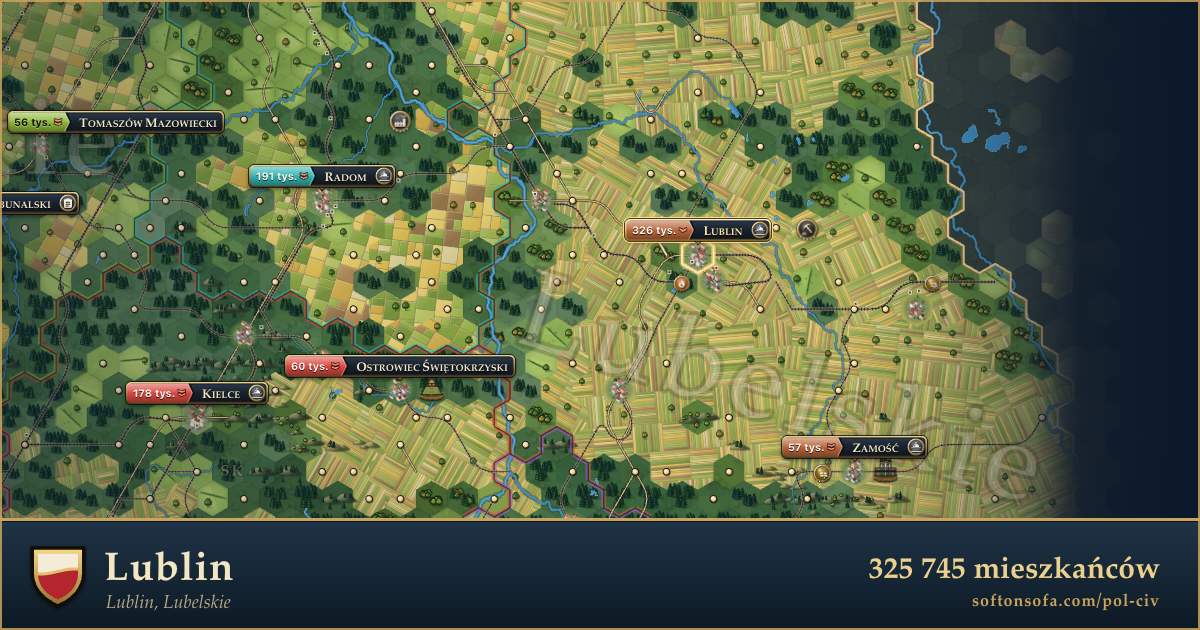 56 tys. Tomaszów Mazowiecki
191 tys. Radom
bunalski
326 tys. Lublin
Lubelskie
60 tys. Ostrowiec Świętokrzyski
178 tys. Kielce
57 tys. Zamość
Lublin
Lublin, Lubelskie
325 745 mieszkańców
softonsofa.com/pol-civ